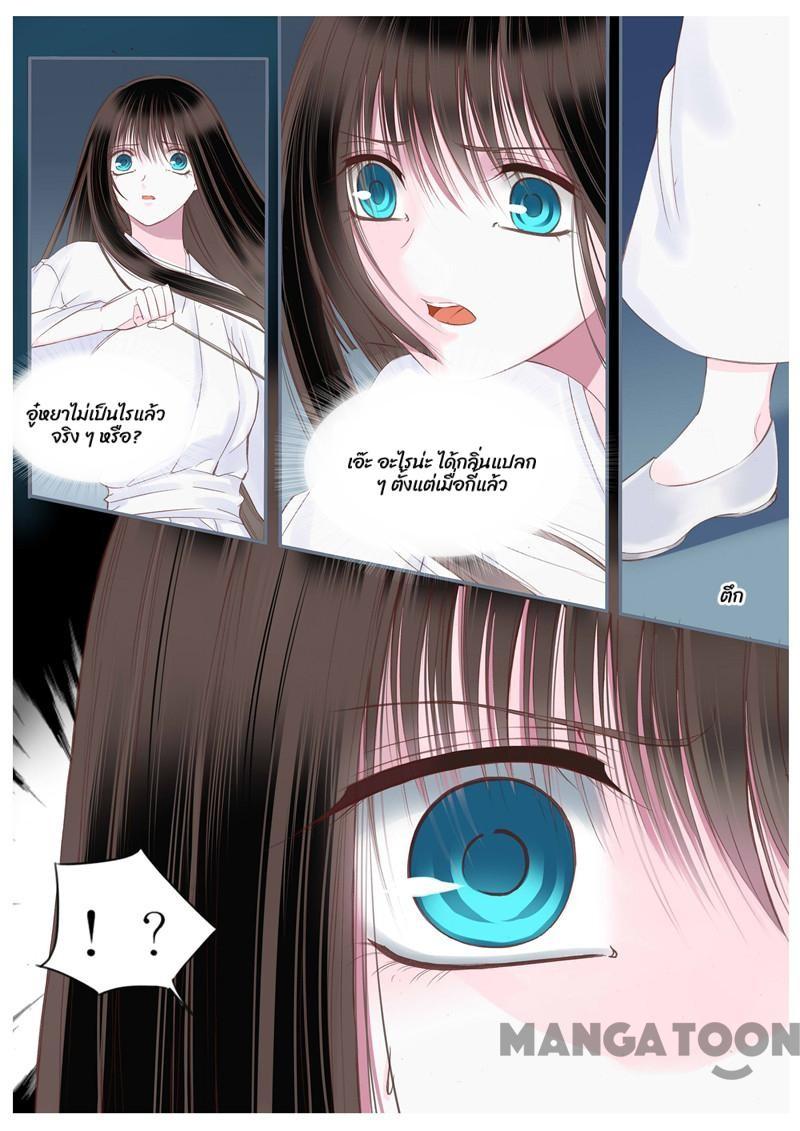 อู๋หยาไม่เป็นไรแล้ว
จริง ๆ หรือ?
เอ๊ะ อะไรน่ะ ได้กลิ่นแปลก
ๆ ตั้งแต่เมื่อกี้แล้ว
ตึก
! ?
MANGATOON